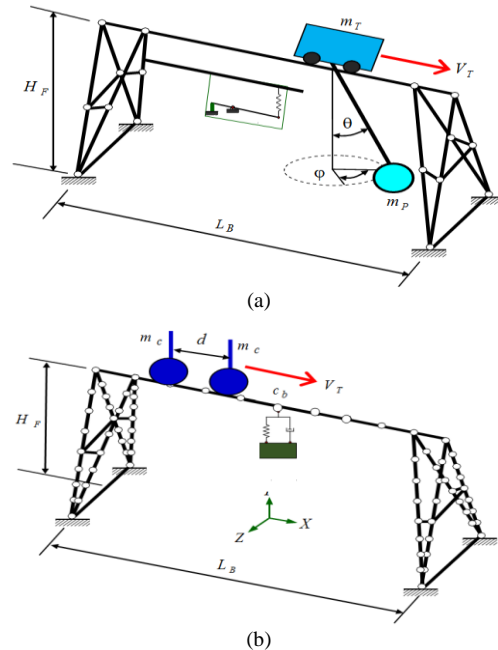 m_T
V_T
H_F
θ
φ
m_P
L_B
(a)
m_c
d
m_c
V_T
c_b
H_F
X
Z
L_B
(b)